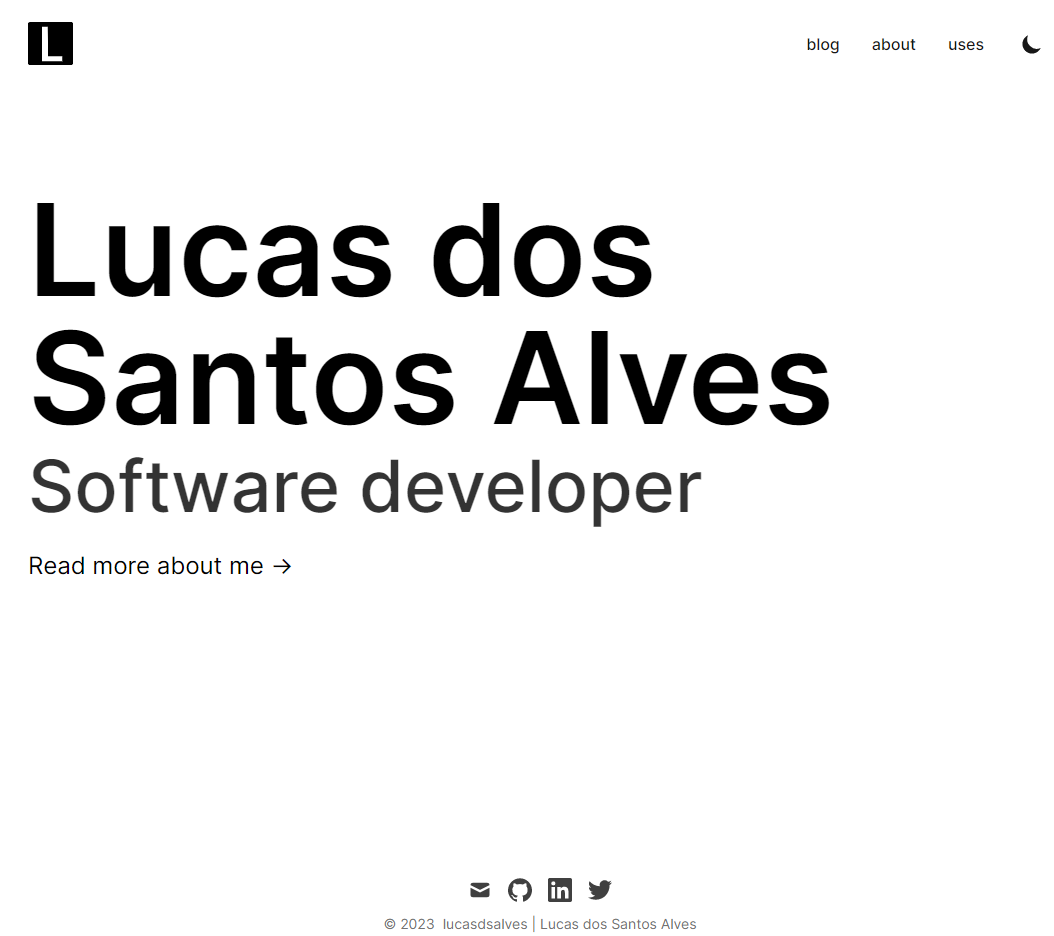 L
blog about uses
Lucas dos
Santos Alves
Software developer
Read more about me →
in
© 2023 lucasdsalves | Lucas dos Santos Alves